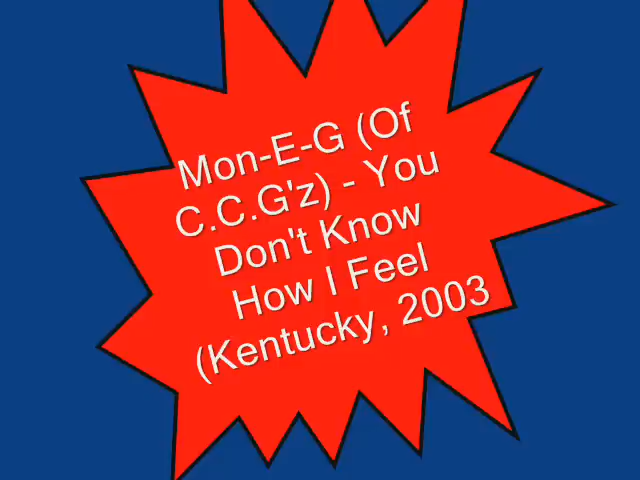 Mon-E-G (Of
C.C.G'z) - You
Don't Know
How I Feel
(Kentucky, 2003